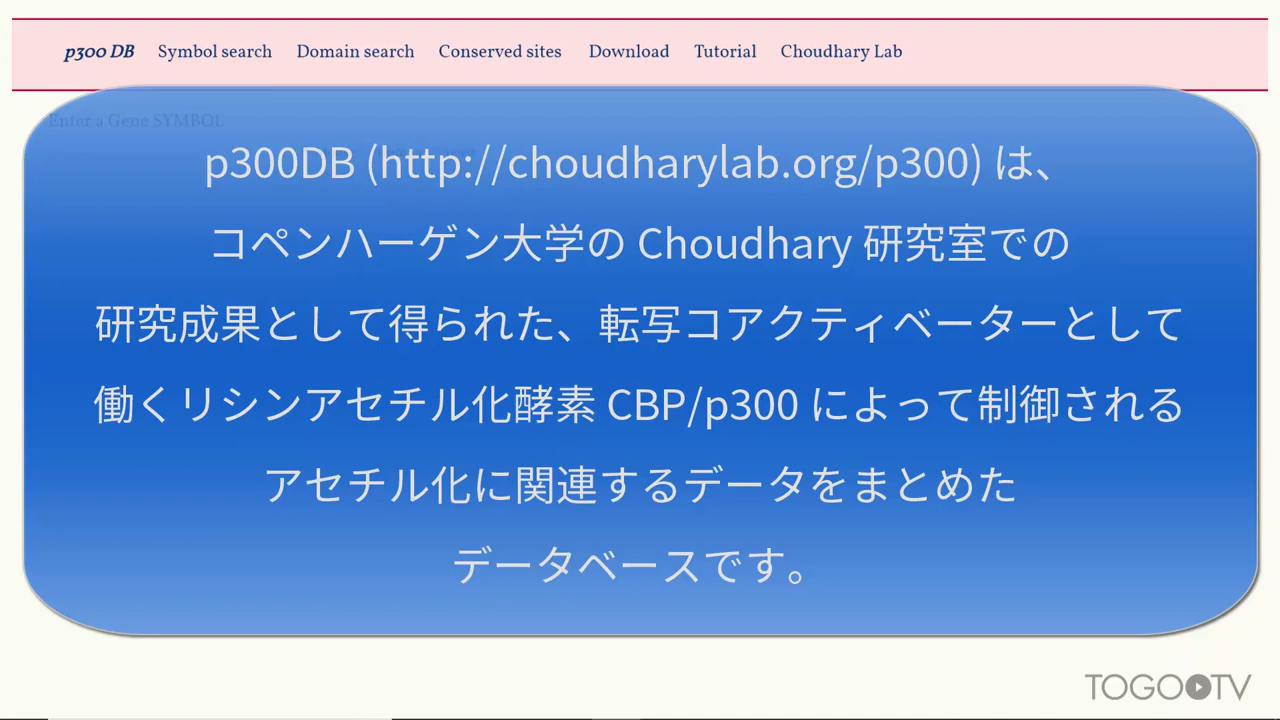 p300 DB Symbol search Domain search Conserved sites Download Tutorial Choudhary Lab
Enter a Gene SYMBOL
p300DB (http://choudharylab.org/p300) は、
コペンハーゲン大学の Choudhary 研究室での
研究成果として得られた、転写コアクティベーターとして
働くリシンアセチル化酵素 CBP/p300 によって制御される
アセチル化に関連するデータをまとめた
データベースです。
TOGOTV